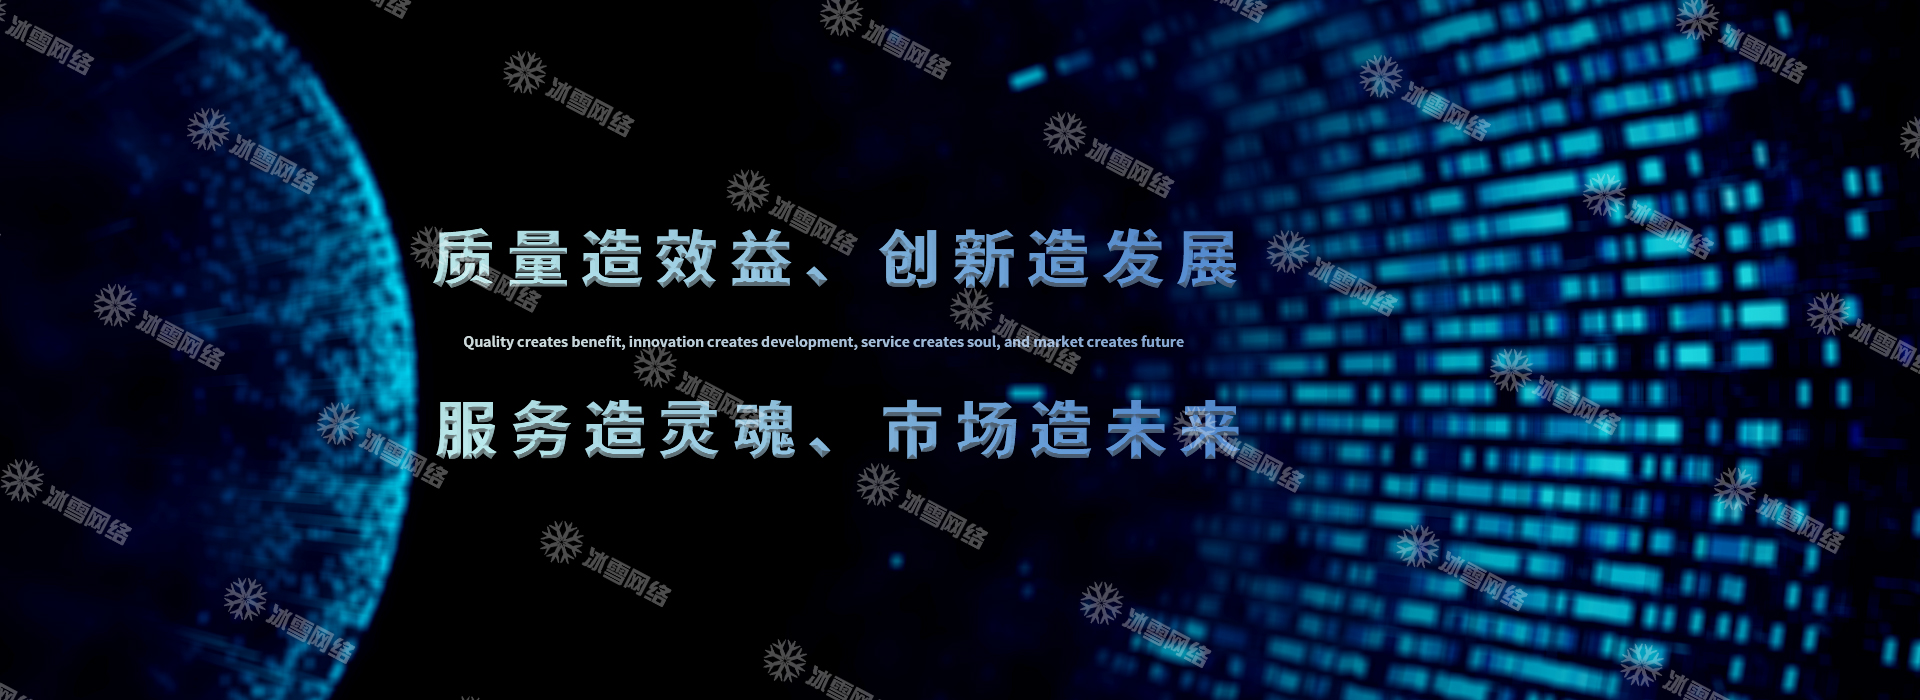 质量造效益、创新造发展
Quality creates benefit, innovation creates development, service creates soul, and market creates future
服务造灵魂、市场造未来
冰雪网络